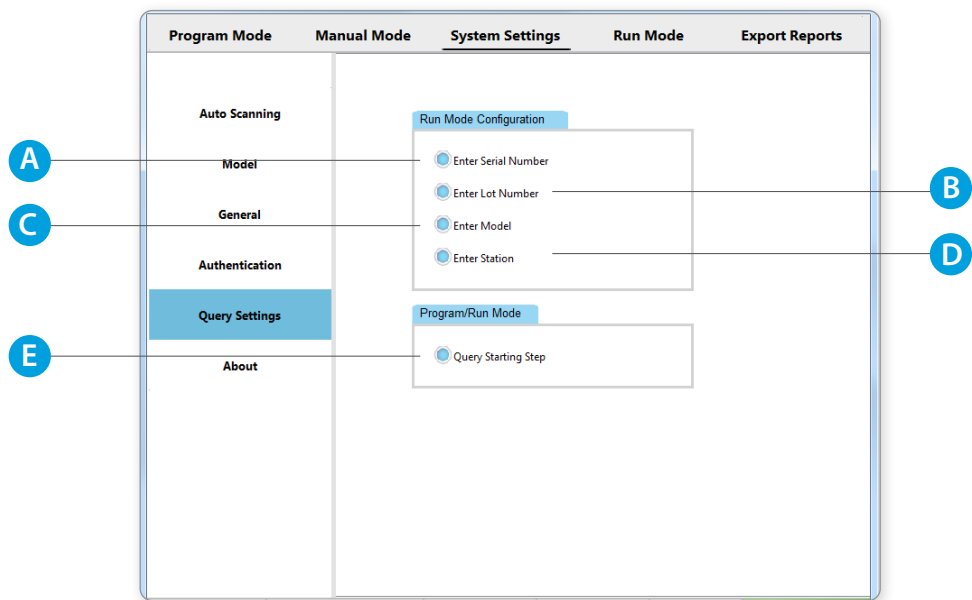 Program Mode Manual Mode System Settings Run Mode Export Reports
Auto Scanning
Model
General
Authentication
Query Settings
About
Run Mode Configuration
Enter Serial Number
Enter Lot Number
Enter Model
Enter Station
Program/Run Mode
Query Starting Step
A
B
C
D
E